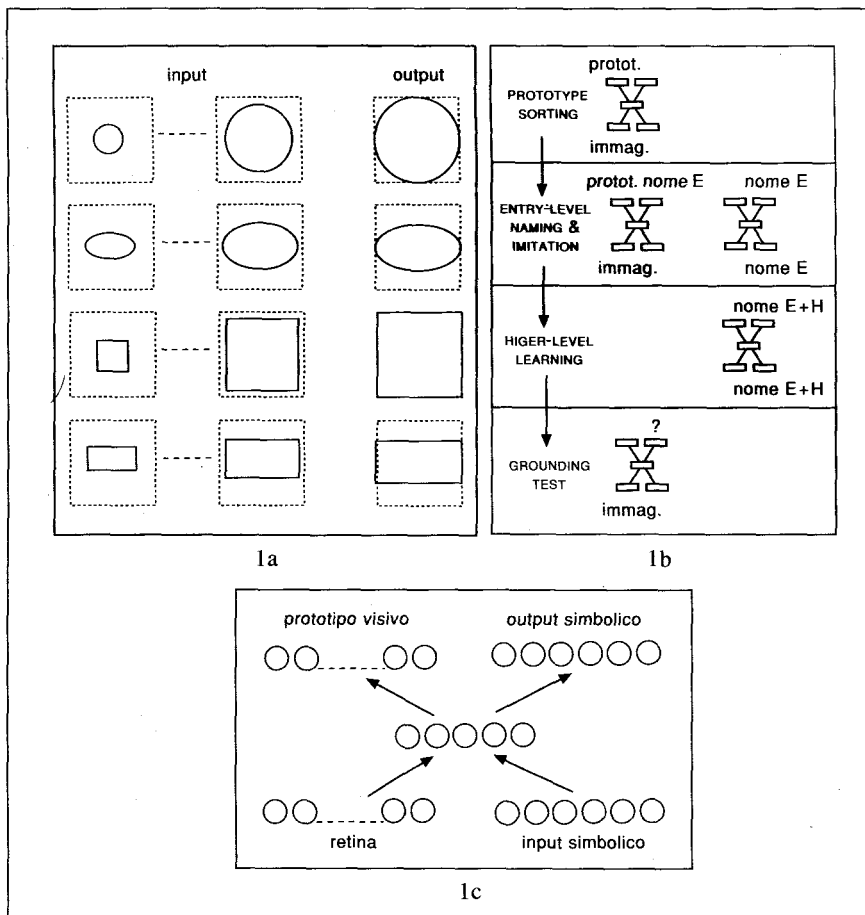 input output
protot.
PROTOTYPE
SORTING
immag.
protot. nome E nome E
ENTRY-LEVEL
NAMING &
IMITATION
immag. nome E
nome E+H
HIGER-LEVEL
LEARNING
nome E+H
?
GROUNDING
TEST
immag.
1a 1b
prototipo visivo output simbolico
retina input simbolico
1c